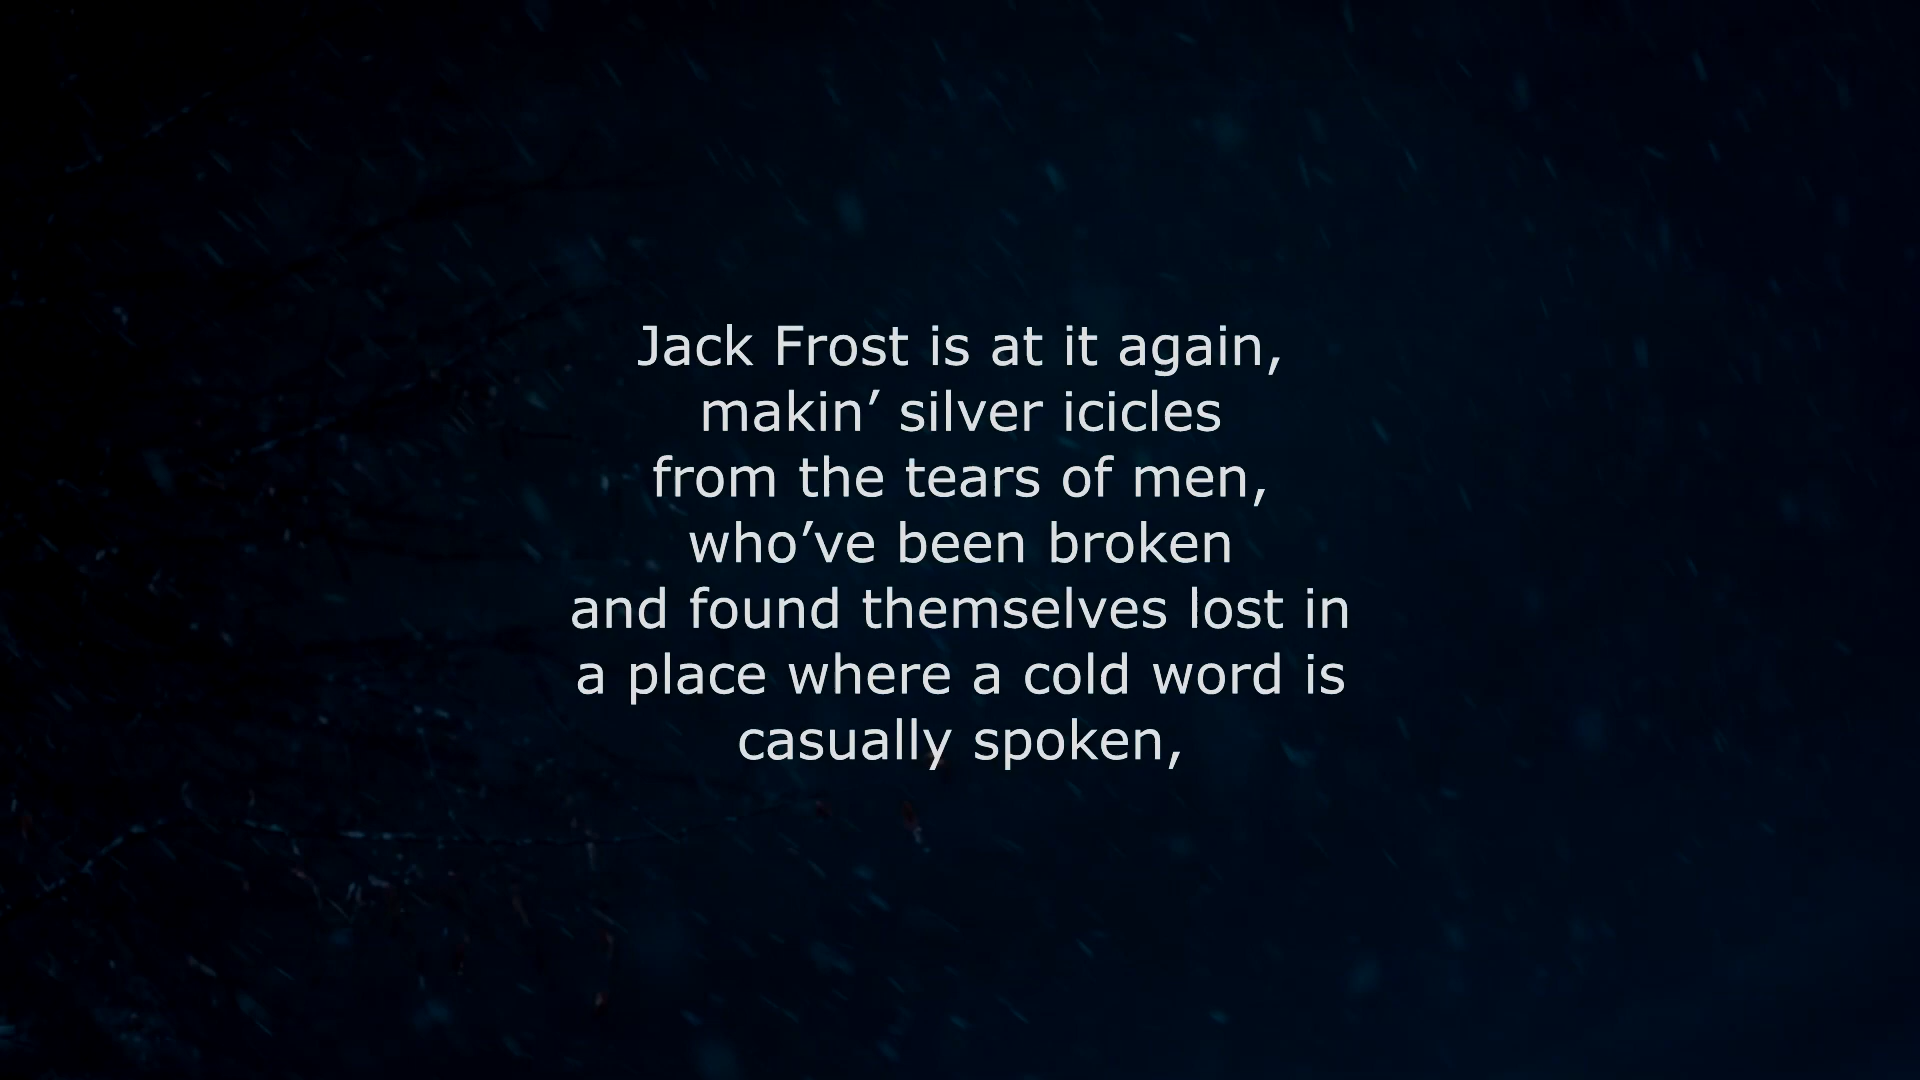 Jack Frost is at it again,
makin’ silver icicles
from the tears of men,
who’ve been broken
and found themselves lost in
a place where a cold word is
casually spoken,